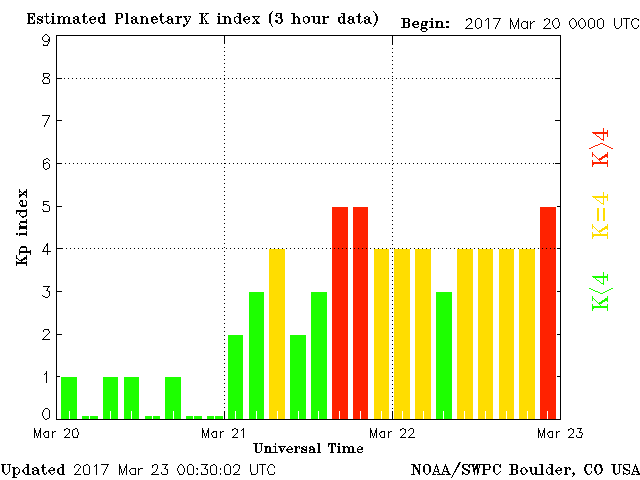 Estimated Planetary K index (3 hour data)
Begin: 2017 Mar 20 0000 UTC
9
8
7
6
5
4
3
2
1
0
Kp index
K>4
K=4
K<4
Mar 20
Mar 21
Mar 22
Mar 23
Universal Time
Updated 2017 Mar 23 00:30:02 UTC
NOAA/SWPC Boulder, CO USA